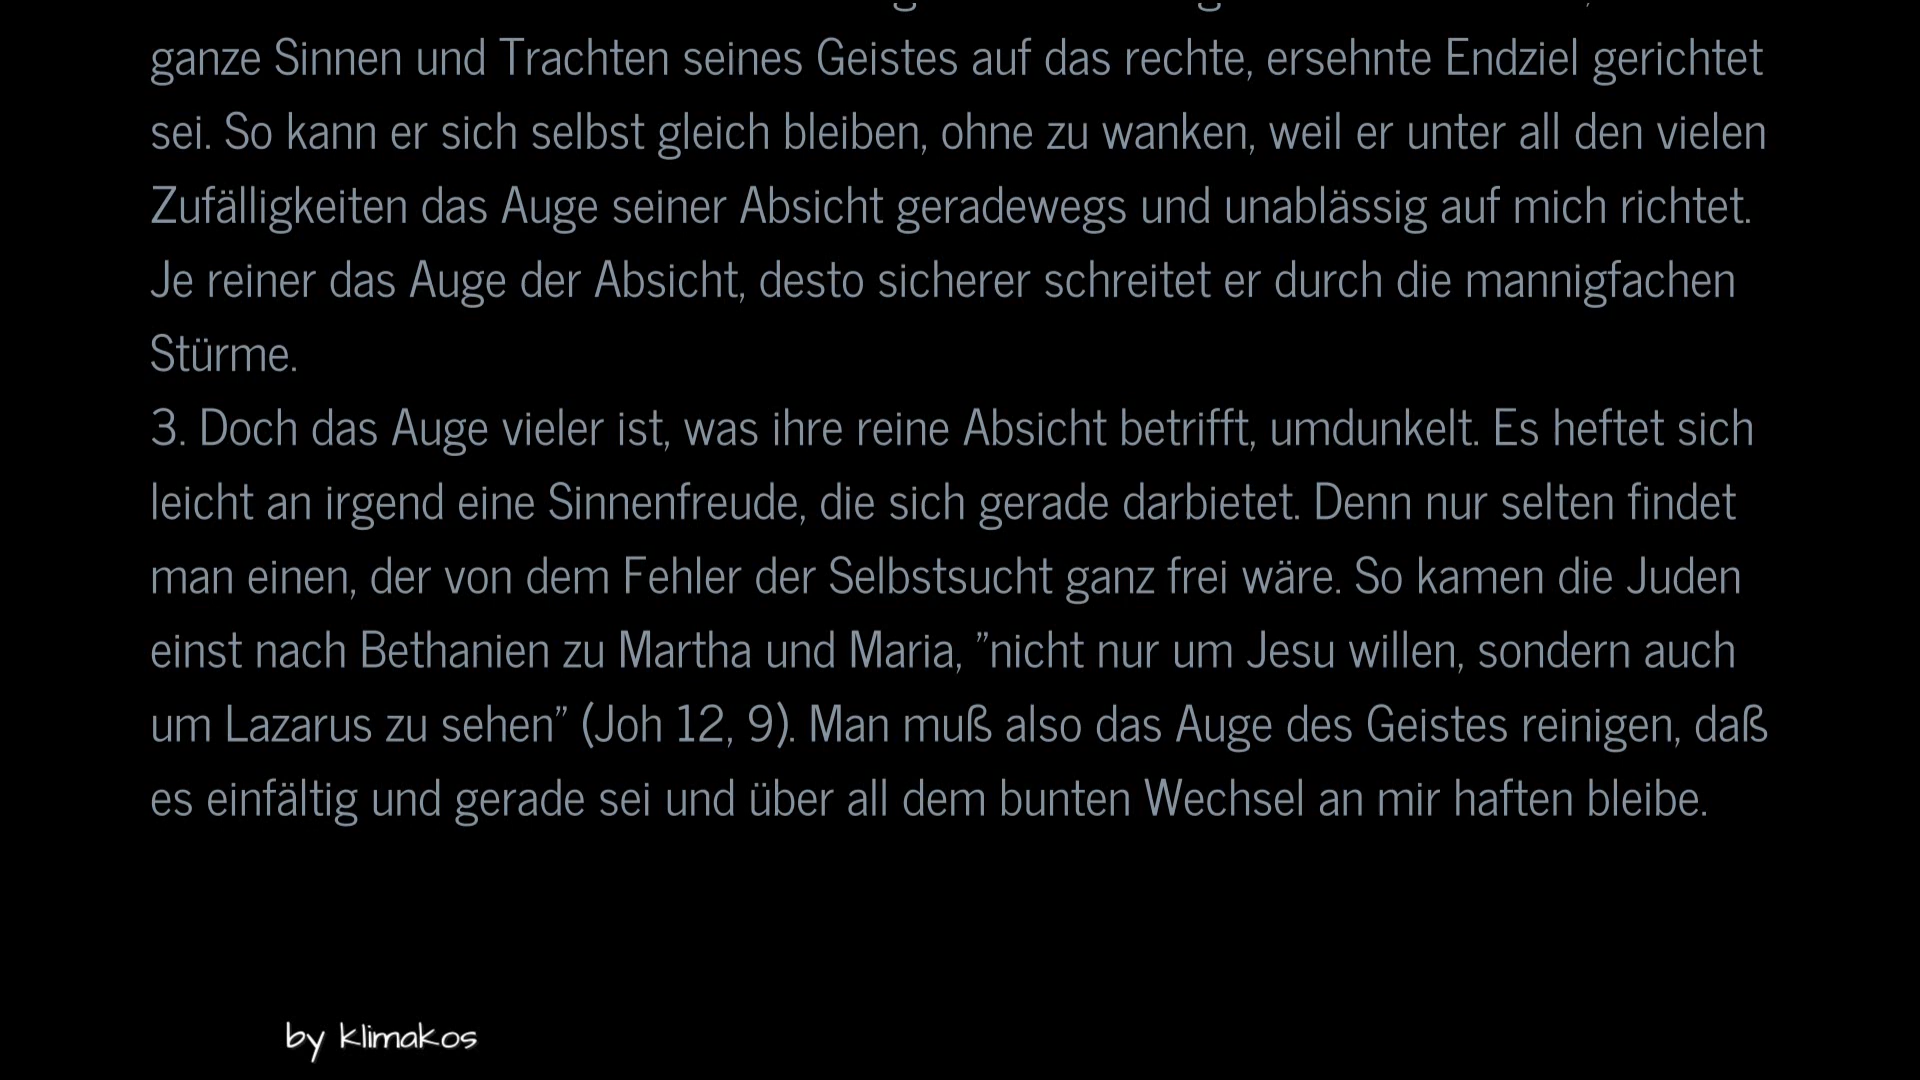 ganze Sinnen und Trachten seines Geistes auf das rechte, ersehnte Endziel gerichtet
sei. So kann er sich selbst gleich bleiben, ohne zu wanken, weil er unter all den vielen
Zufälligkeiten das Auge seiner Absicht geradewegs und unablässig auf mich richtet.
Je reiner das Auge der Absicht, desto sicherer schreitet er durch die mannigfachen
Stürme.
3. Doch das Auge vieler ist, was ihre reine Absicht betrifft, umdunkelt. Es heftet sich
leicht an irgend eine Sinnenfreude, die sich gerade darbietet. Denn nur selten findet
man einen, der von dem Fehler der Selbstsucht ganz frei wäre. So kamen die Juden
einst nach Bethanien zu Martha und Maria, ”nicht nur um Jesu willen, sondern auch
um Lazarus zu sehen” (Joh 12, 9). Man muß also das Auge des Geistes reinigen, daß
es einfältig und gerade sei und über all dem bunten Wechsel an mir haften bleibe.
by klimakos